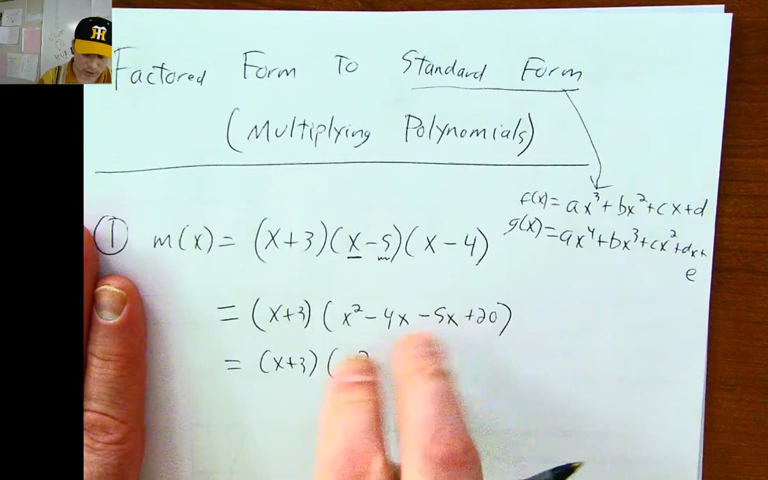 Factored Form To Standard Form
(Multiplying Polynomials)
f(x)= ax³+bx²+cx+d
g(x)=ax⁴+bx³+cx²+dx+
e
① m(x)= (x+3)(x-5)(x-4)
= (x+3)(x²-4x-5x+20)
= (x+3)(